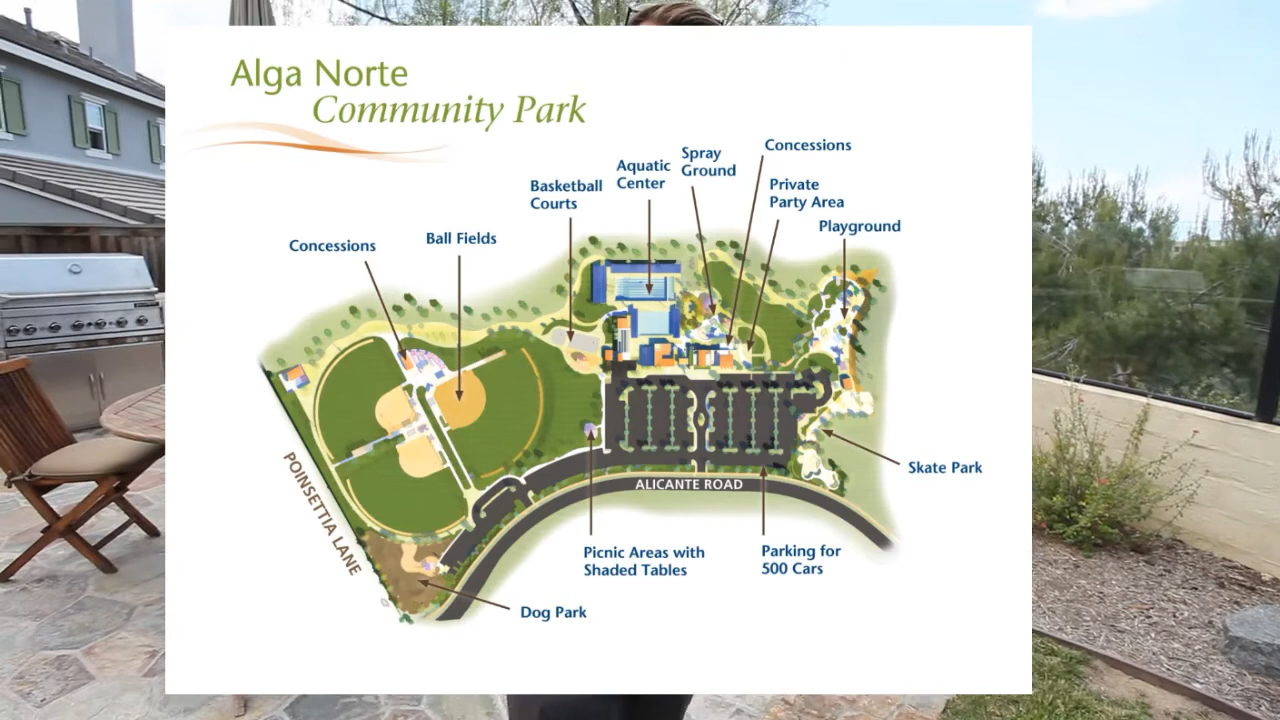 Alga Norte
Community Park
Concessions
Ball Fields
Basketball
Courts
Aquatic
Center
Spray
Ground
Concessions
Private
Party Area
Playground
Skate Park
POINSETTIA LANE
ALICANTE ROAD
Picnic Areas with
Shaded Tables
Parking for
500 Cars
Dog Park